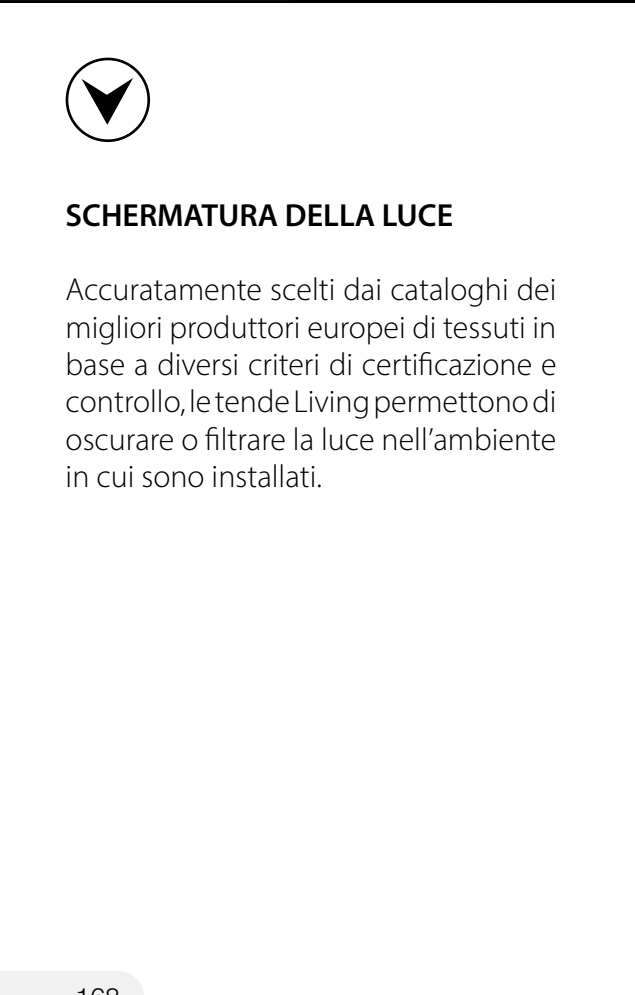 SCHERMATURA DELLA LUCE
Accuratamente scelti dai cataloghi dei
migliori produttori europei di tessuti in
base a diversi criteri di certificazione e
controllo, le tende Living permettono di
oscurare o filtrare la luce nell’ambiente
in cui sono installati.
168